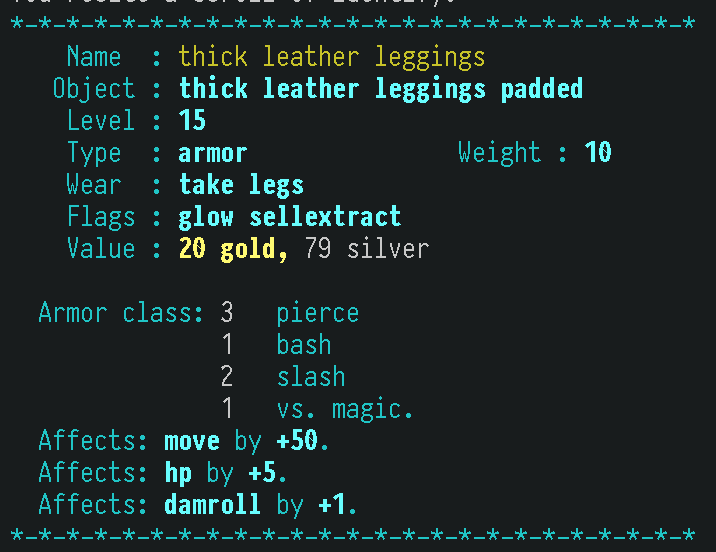 *-*-*-*-*-*-*-*-*-*-*-*-*-*-*-*-*-*-*-*-*-*-*-*-*
Name : thick leather leggings
Object : thick leather leggings padded
Level : 15
Type : armor Weight : 10
Wear : take legs
Flags : glow sellextract
Value : 20 gold, 79 silver
Armor class: 3 pierce
1 bash
2 slash
1 vs. magic.
Affects: move by +50.
Affects: hp by +5.
Affects: damroll by +1.
*-*-*-*-*-*-*-*-*-*-*-*-*-*-*-*-*-*-*-*-*-*-*-*-*